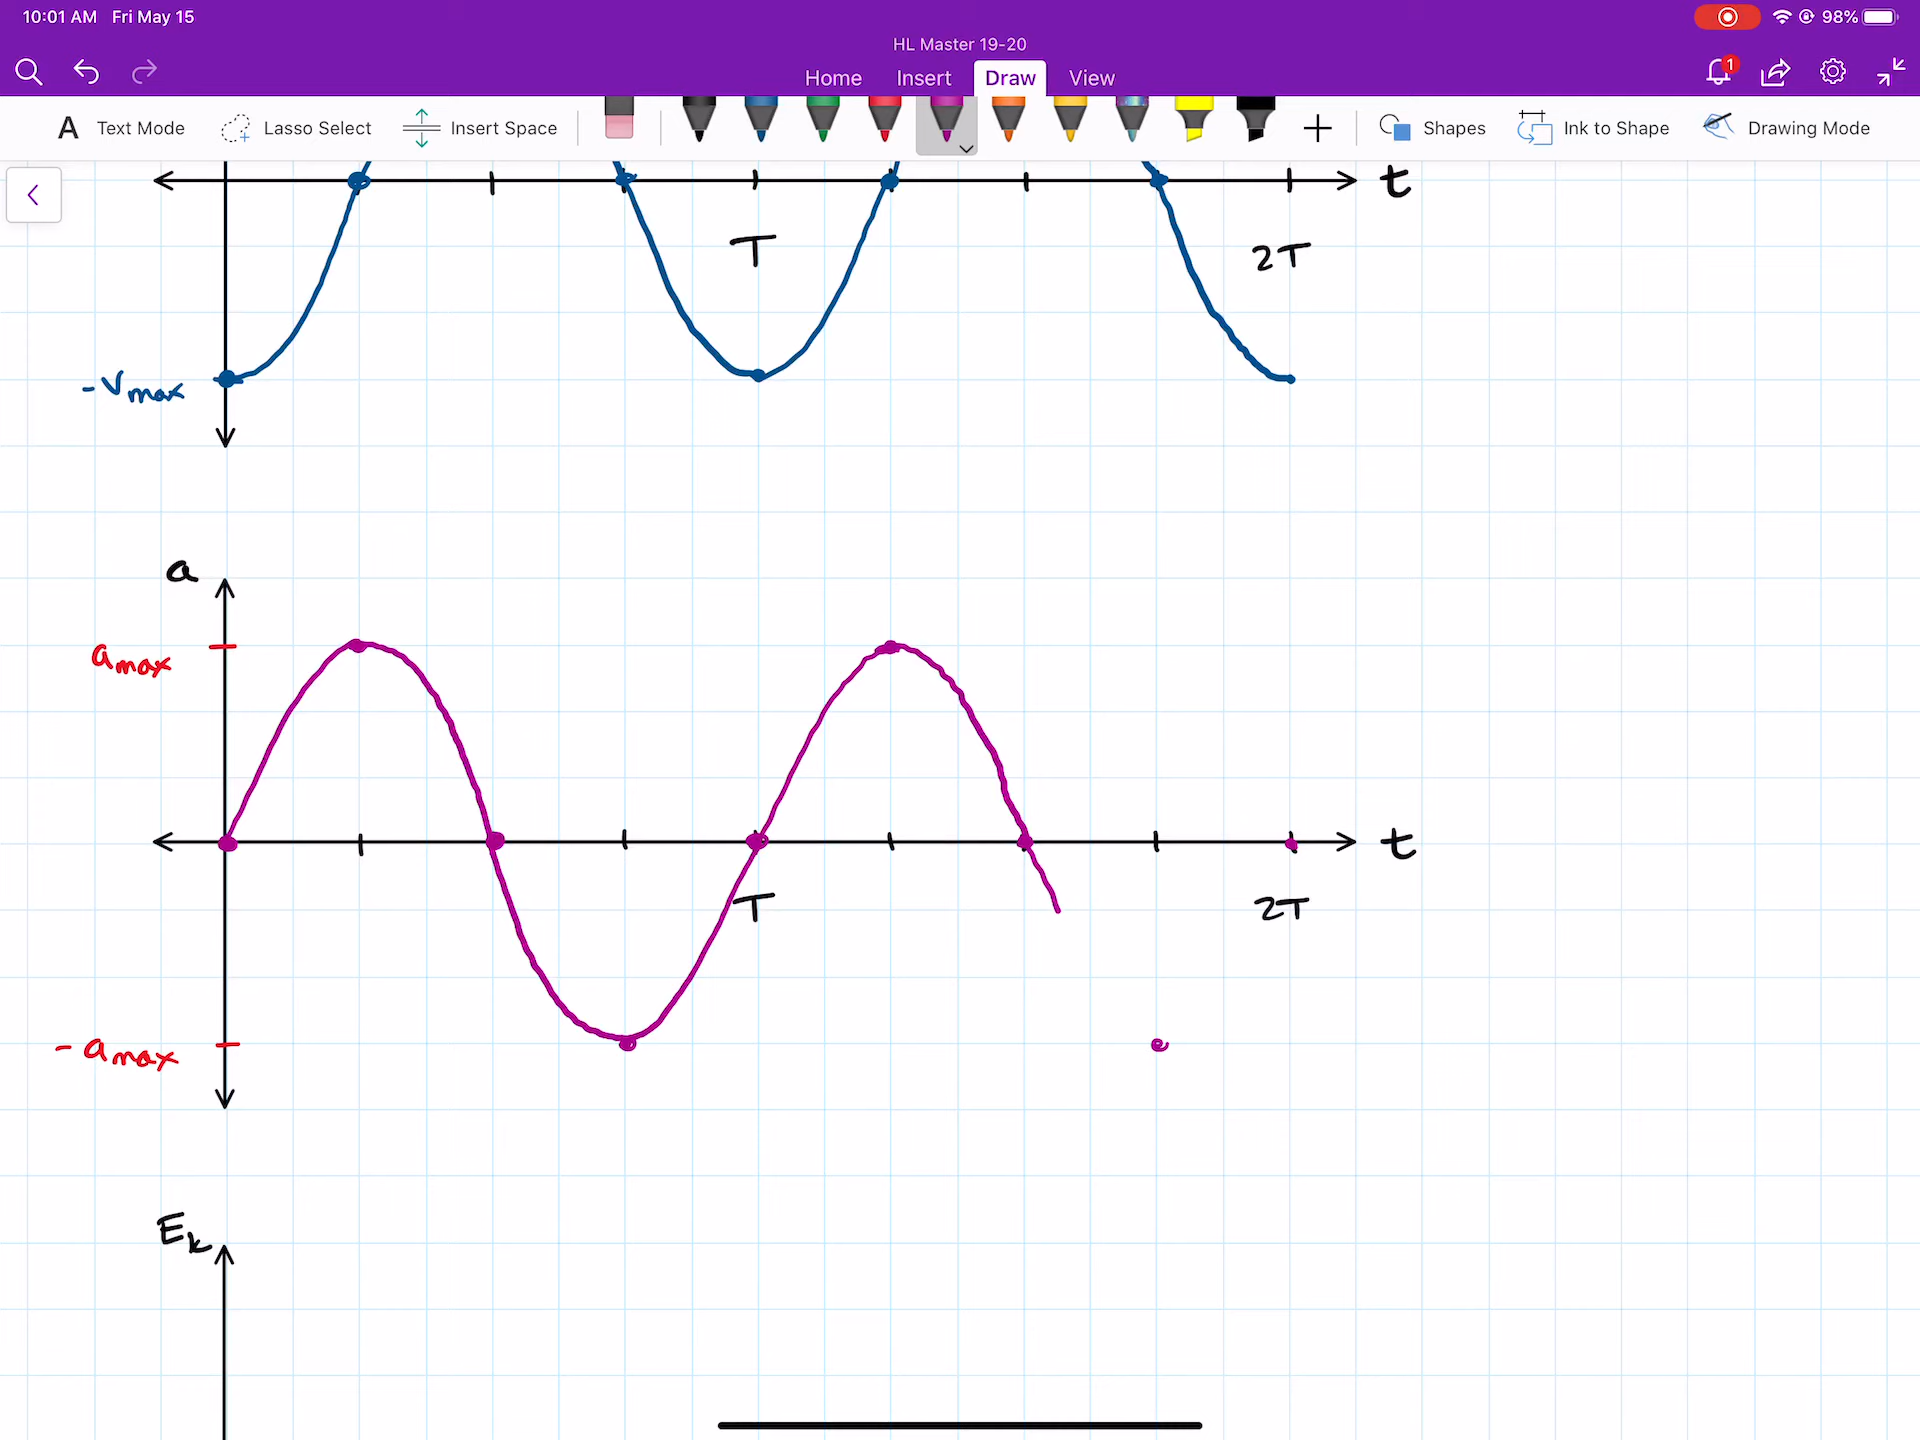 10:01 AM Fri May 15
98%
HL Master 19-20
Home Insert Draw View
1
A Text Mode Lasso Select Insert Space Shapes Ink to Shape Drawing Mode
t
T 2T
-Vmax
a
amax
t
T 2T
-amax
Ek